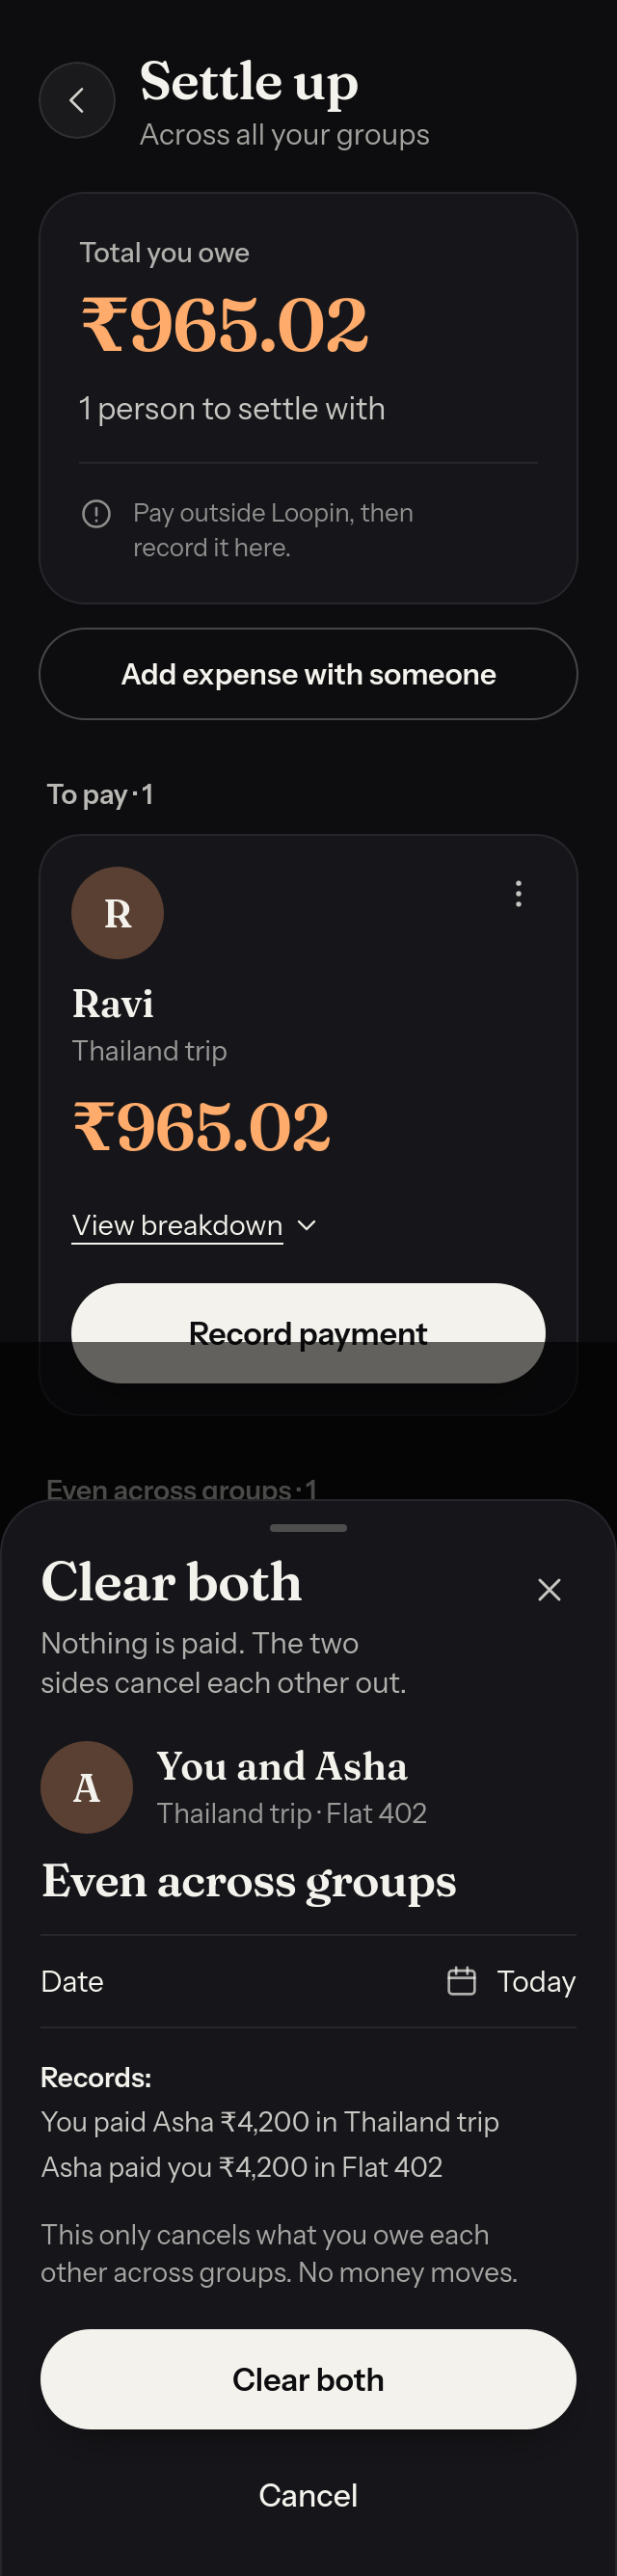 Settle up
Across all your groups
Total you owe
₹965.02
1 person to settle with
Pay outside Loopin, then
record it here.
Add expense with someone
To pay · 1
R
Ravi
Thailand trip
₹965.02
View breakdown
Record payment
Even across groups · 1
Clear both
Nothing is paid. The two
sides cancel each other out.
A
You and Asha
Thailand trip · Flat 402
Even across groups
Date
Today
Records:
You paid Asha ₹4,200 in Thailand trip
Asha paid you ₹4,200 in Flat 402
This only cancels what you owe each
other across groups. No money moves.
Clear both
Cancel